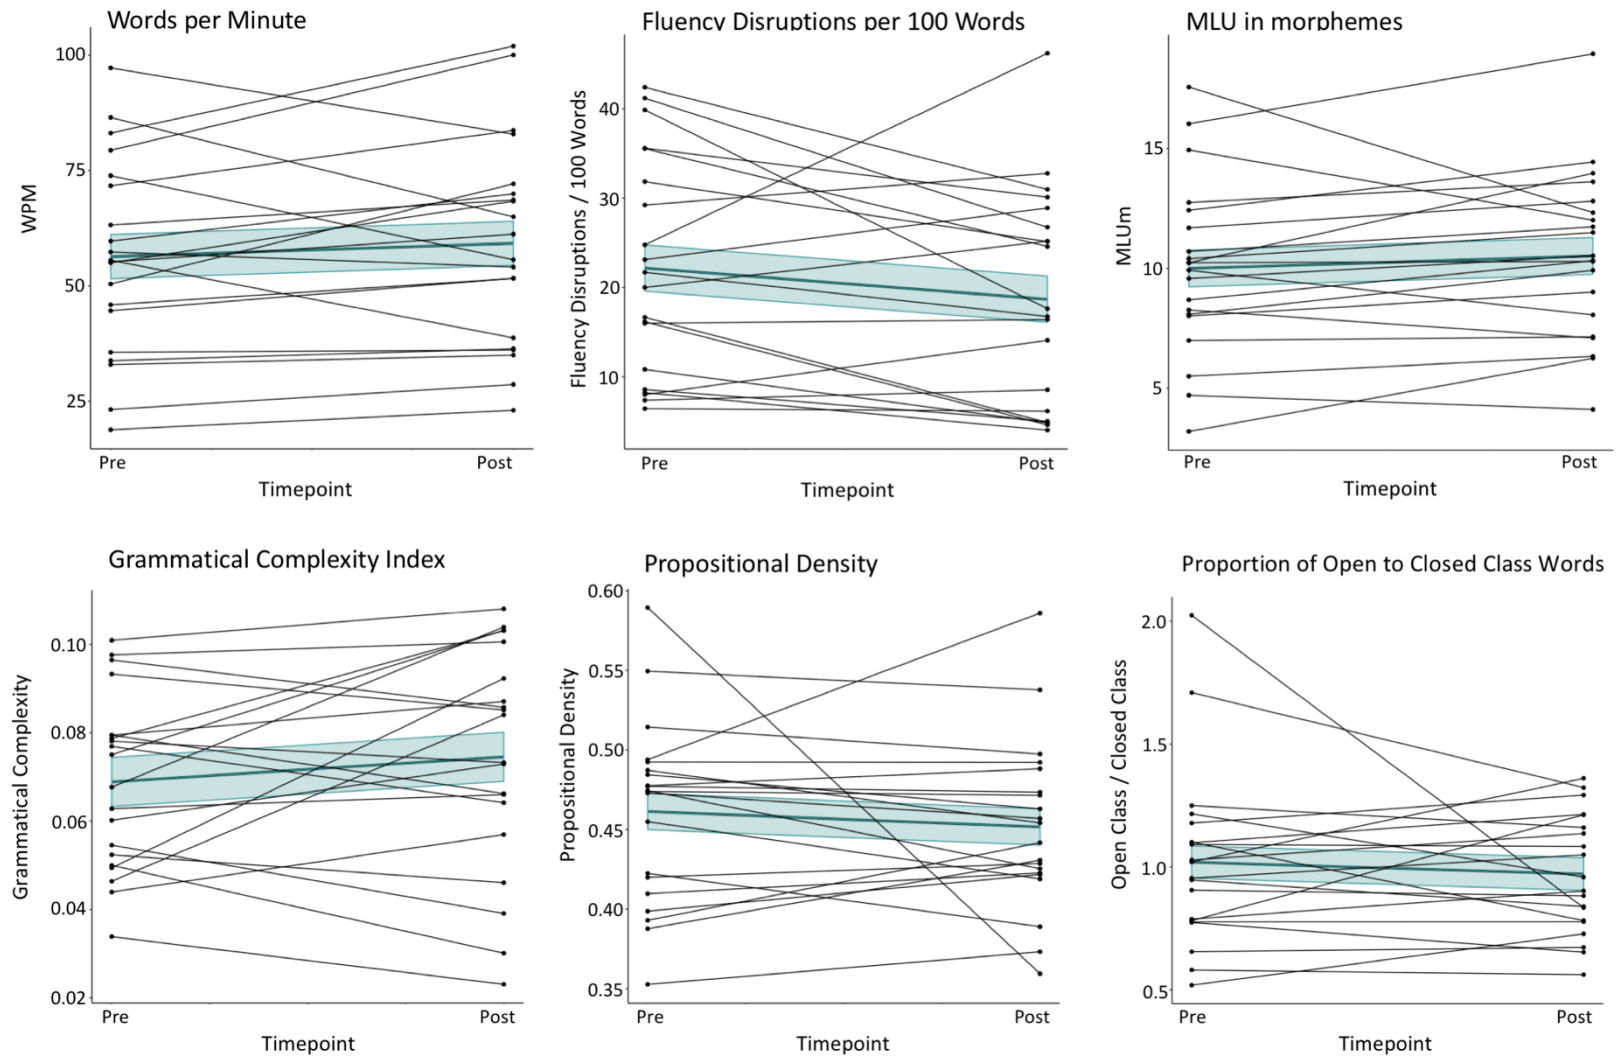 Words per Minute
100
75
50
25
WPM
Pre
Post
Timepoint
Fluency Disruptions per 100 Words
40
30
20
10
Fluency Disruptions / 100 Words
Pre
Post
Timepoint
MLU in morphemes
15
10
5
MLUm
Pre
Post
Timepoint
Grammatical Complexity Index
0.10
0.08
0.06
0.04
0.02
Grammatical Complexity
Pre
Post
Timepoint
Propositional Density
0.60
0.55
0.50
0.45
0.40
0.35
Propositional Density
Pre
Post
Timepoint
Proportion of Open to Closed Class Words
2.0
1.5
1.0
0.5
Open Class / Closed Class
Pre
Post
Timepoint